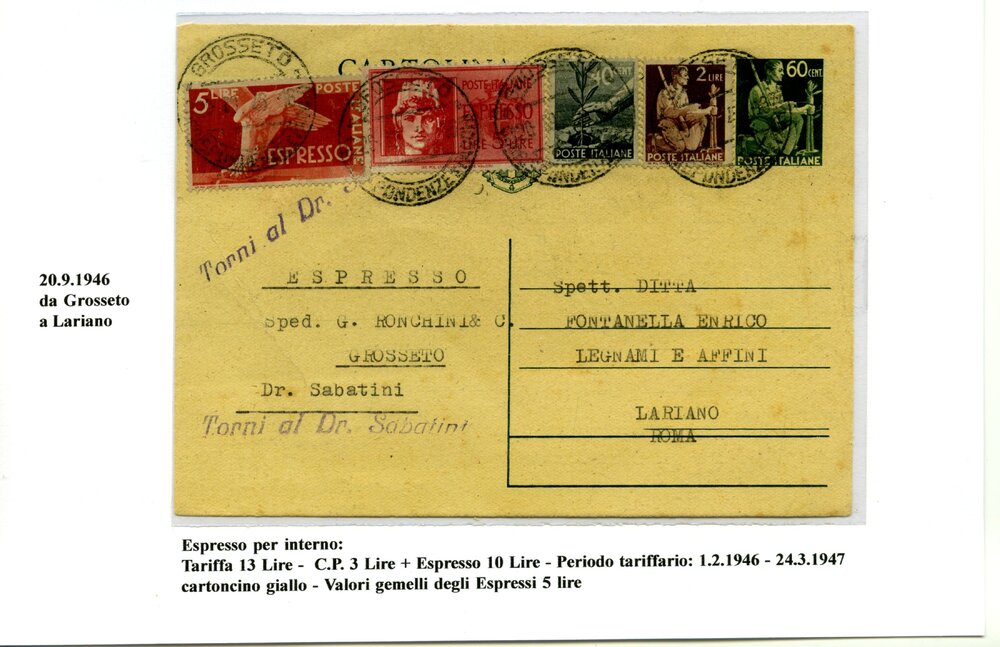 GROSSETO
CARTOLINA
5 LIRE
POSTE ITALIANE
ESPRESSO
POSTE ITALIANE
ESPRESSO
LIRE 5 LIRE
40 CENT.
POSTE ITALIANE
2 LIRE
POSTE ITALIANE
60 CENT.
POSTE ITALIANE
Torni al Dr.
20.9.1946
da Grosseto
a Lariano
ESPRESSO
Sped. G. RONCHINI& C.
GROSSETO
Dr. Sabatini
Torni al Dr. Sabatini
Spett. DITTA
FONTANELLA ENRICO
LEGNAMI E AFFINI
LARIANO
ROMA
Espresso per interno:
Tariffa 13 Lire - C.P. 3 Lire + Espresso 10 Lire - Periodo tariffario: 1.2.1946 - 24.3.1947
cartoncino giallo - Valori gemelli degli Espressi 5 lire